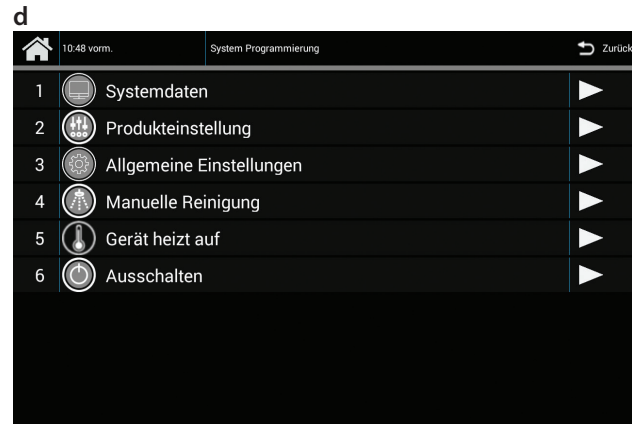 d
10:48 vorm. System Programmierung Zurück
1 Systemdaten
2 Produkteinstellung
3 Allgemeine Einstellungen
4 Manuelle Reinigung
5 Gerät heizt auf
6 Ausschalten